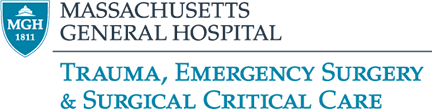 MGH
1811
MASSACHUSETTS
GENERAL HOSPITAL
TRAUMA, EMERGENCY SURGERY
& SURGICAL CRITICAL CARE